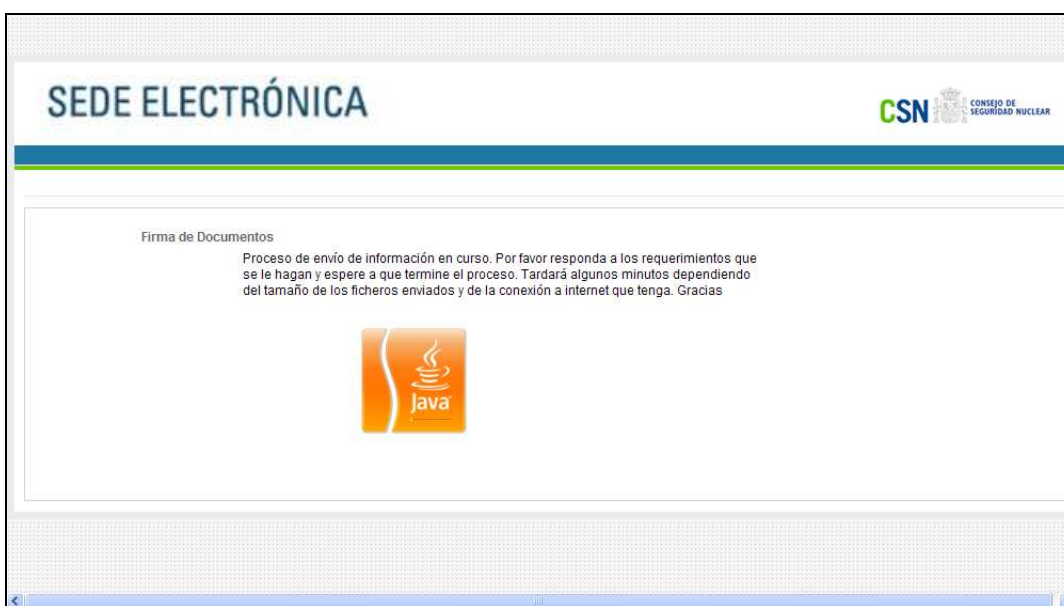 SEDE ELECTRÓNICA
CSN
CONSEJO DE
SEGURIDAD NUCLEAR
Firma de Documentos
Proceso de envío de información en curso. Por favor responda a los requerimientos que
se le hagan y espere a que termine el proceso. Tardará algunos minutos dependiendo
del tamaño de los ficheros enviados y de la conexión a internet que tenga. Gracias
Java